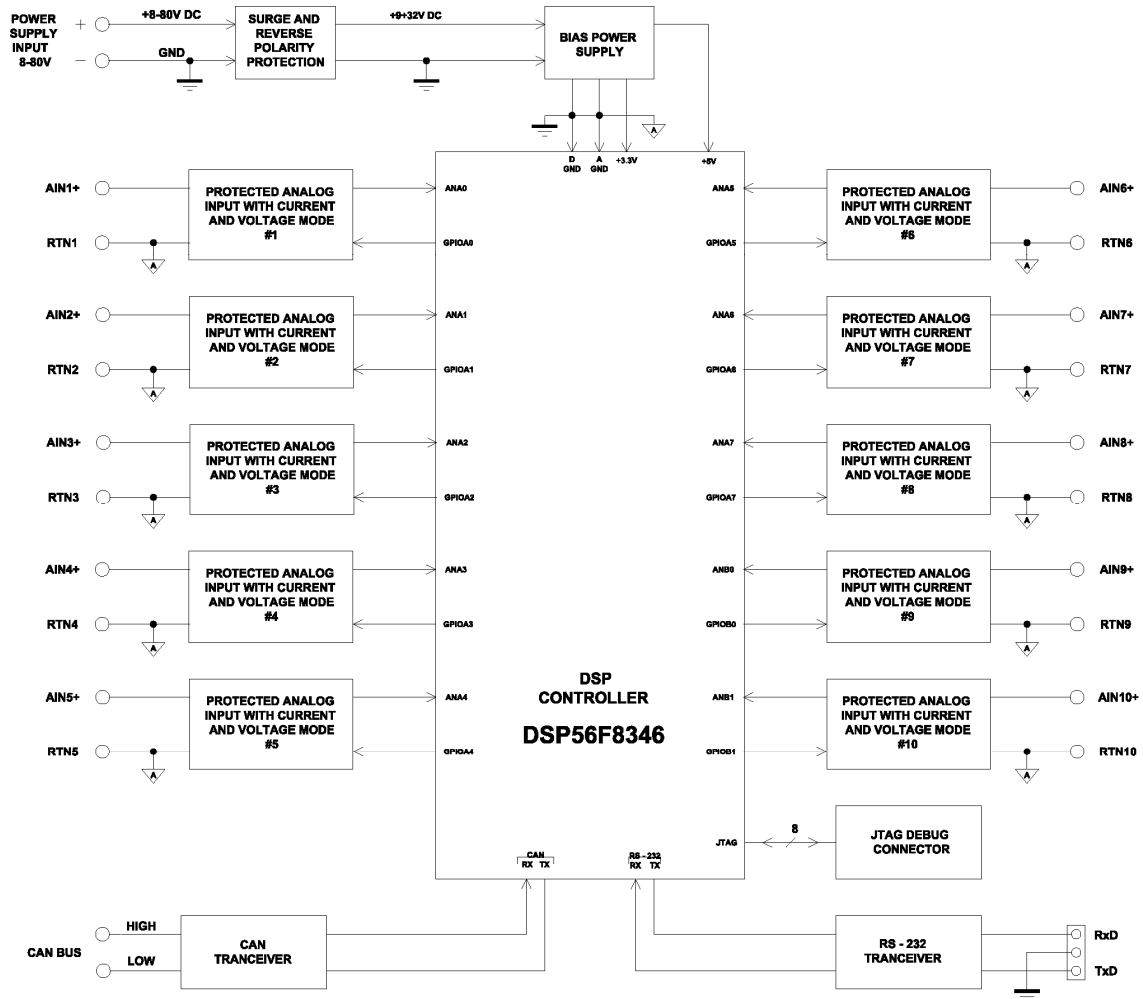 POWER
SUPPLY
INPUT
8-80V
+
−
+8-80V DC
GND
SURGE AND
REVERSE
POLARITY
PROTECTION
+9+32V DC
BIAS POWER
SUPPLY
A
D
GND
A
GND
+3.3V
+5V
AIN1+
RTN1
A
PROTECTED ANALOG
INPUT WITH CURRENT
AND VOLTAGE MODE
#1
ANA0
GPIOA0
AIN2+
RTN2
A
PROTECTED ANALOG
INPUT WITH CURRENT
AND VOLTAGE MODE
#2
ANA1
GPIOA1
AIN3+
RTN3
A
PROTECTED ANALOG
INPUT WITH CURRENT
AND VOLTAGE MODE
#3
ANA2
GPIOA2
AIN4+
RTN4
A
PROTECTED ANALOG
INPUT WITH CURRENT
AND VOLTAGE MODE
#4
ANA3
GPIOA3
AIN5+
RTN5
A
PROTECTED ANALOG
INPUT WITH CURRENT
AND VOLTAGE MODE
#5
ANA4
GPIOA4
DSP
CONTROLLER
DSP56F8346
ANA5
GPIOA5
PROTECTED ANALOG
INPUT WITH CURRENT
AND VOLTAGE MODE
#6
A
AIN6+
RTN6
ANA6
GPIOA6
PROTECTED ANALOG
INPUT WITH CURRENT
AND VOLTAGE MODE
#7
A
AIN7+
RTN7
ANA7
GPIOA7
PROTECTED ANALOG
INPUT WITH CURRENT
AND VOLTAGE MODE
#8
A
AIN8+
RTN8
ANB0
GPIOB0
PROTECTED ANALOG
INPUT WITH CURRENT
AND VOLTAGE MODE
#9
A
AIN9+
RTN9
ANB1
GPIOB1
PROTECTED ANALOG
INPUT WITH CURRENT
AND VOLTAGE MODE
#10
A
AIN10+
RTN10
JTAG
8
JTAG DEBUG
CONNECTOR
CAN
RX TX
RS - 232
RX TX
CAN BUS
HIGH
LOW
CAN
TRANCEIVER
RS - 232
TRANCEIVER
RxD
TxD